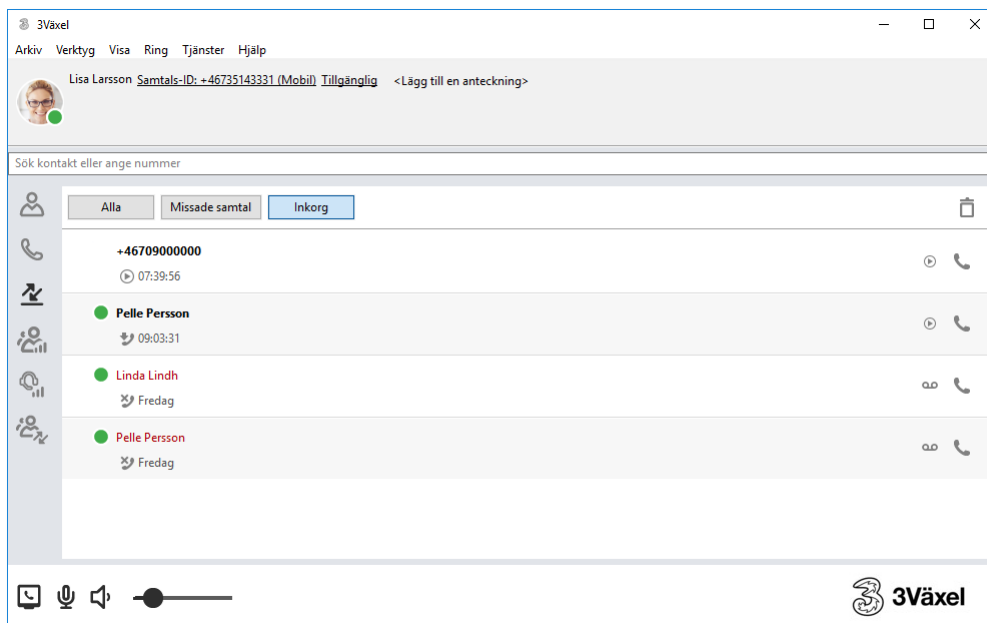 3Växel
Arkiv Verktyg Visa Ring Tjänster Hjälp
Lisa Larsson Samtals-ID: +46735143331 (Mobil) Tillgänglig <Lägg till en anteckning>
Sök kontakt eller ange nummer
Alla Missade samtal Inkorg
+46709000000
07:39:56
Pelle Persson
09:03:31
Linda Lindh
Fredag
Pelle Persson
Fredag
3Växel